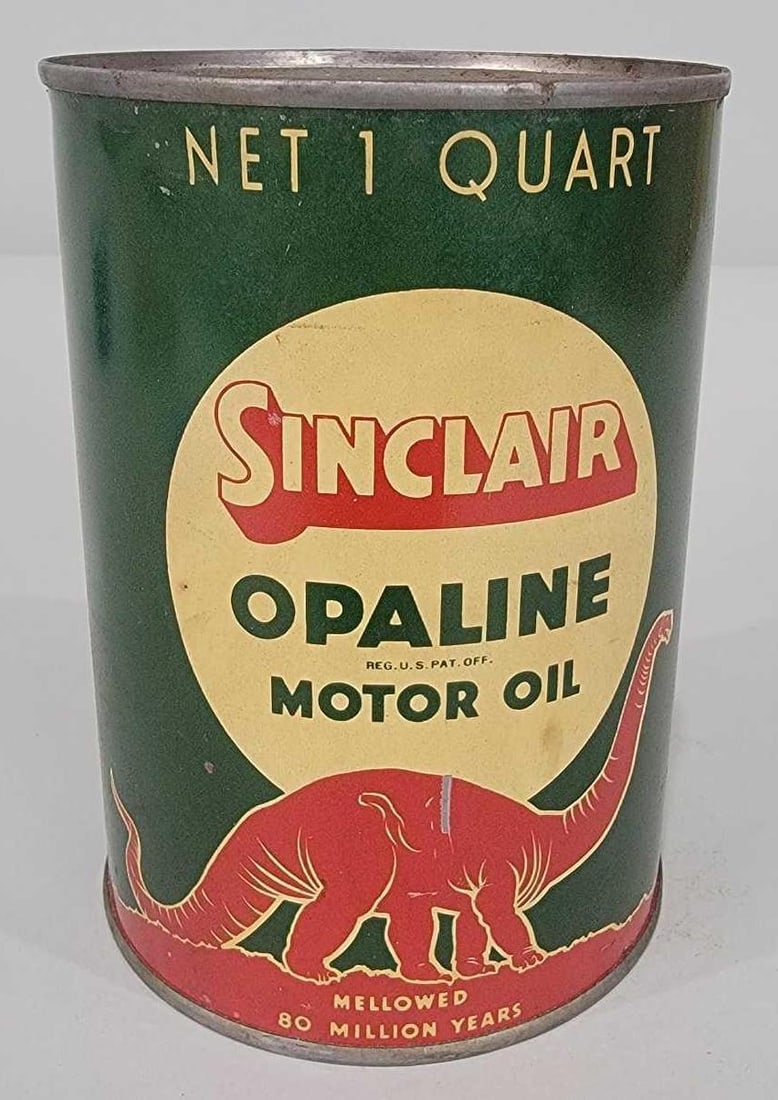 NET 1 QUART
SINCLAIR
OPALINE
REG. U.S. PAT. OFF.
MOTOR OIL
MELLOWED
80 MILLION YEARS